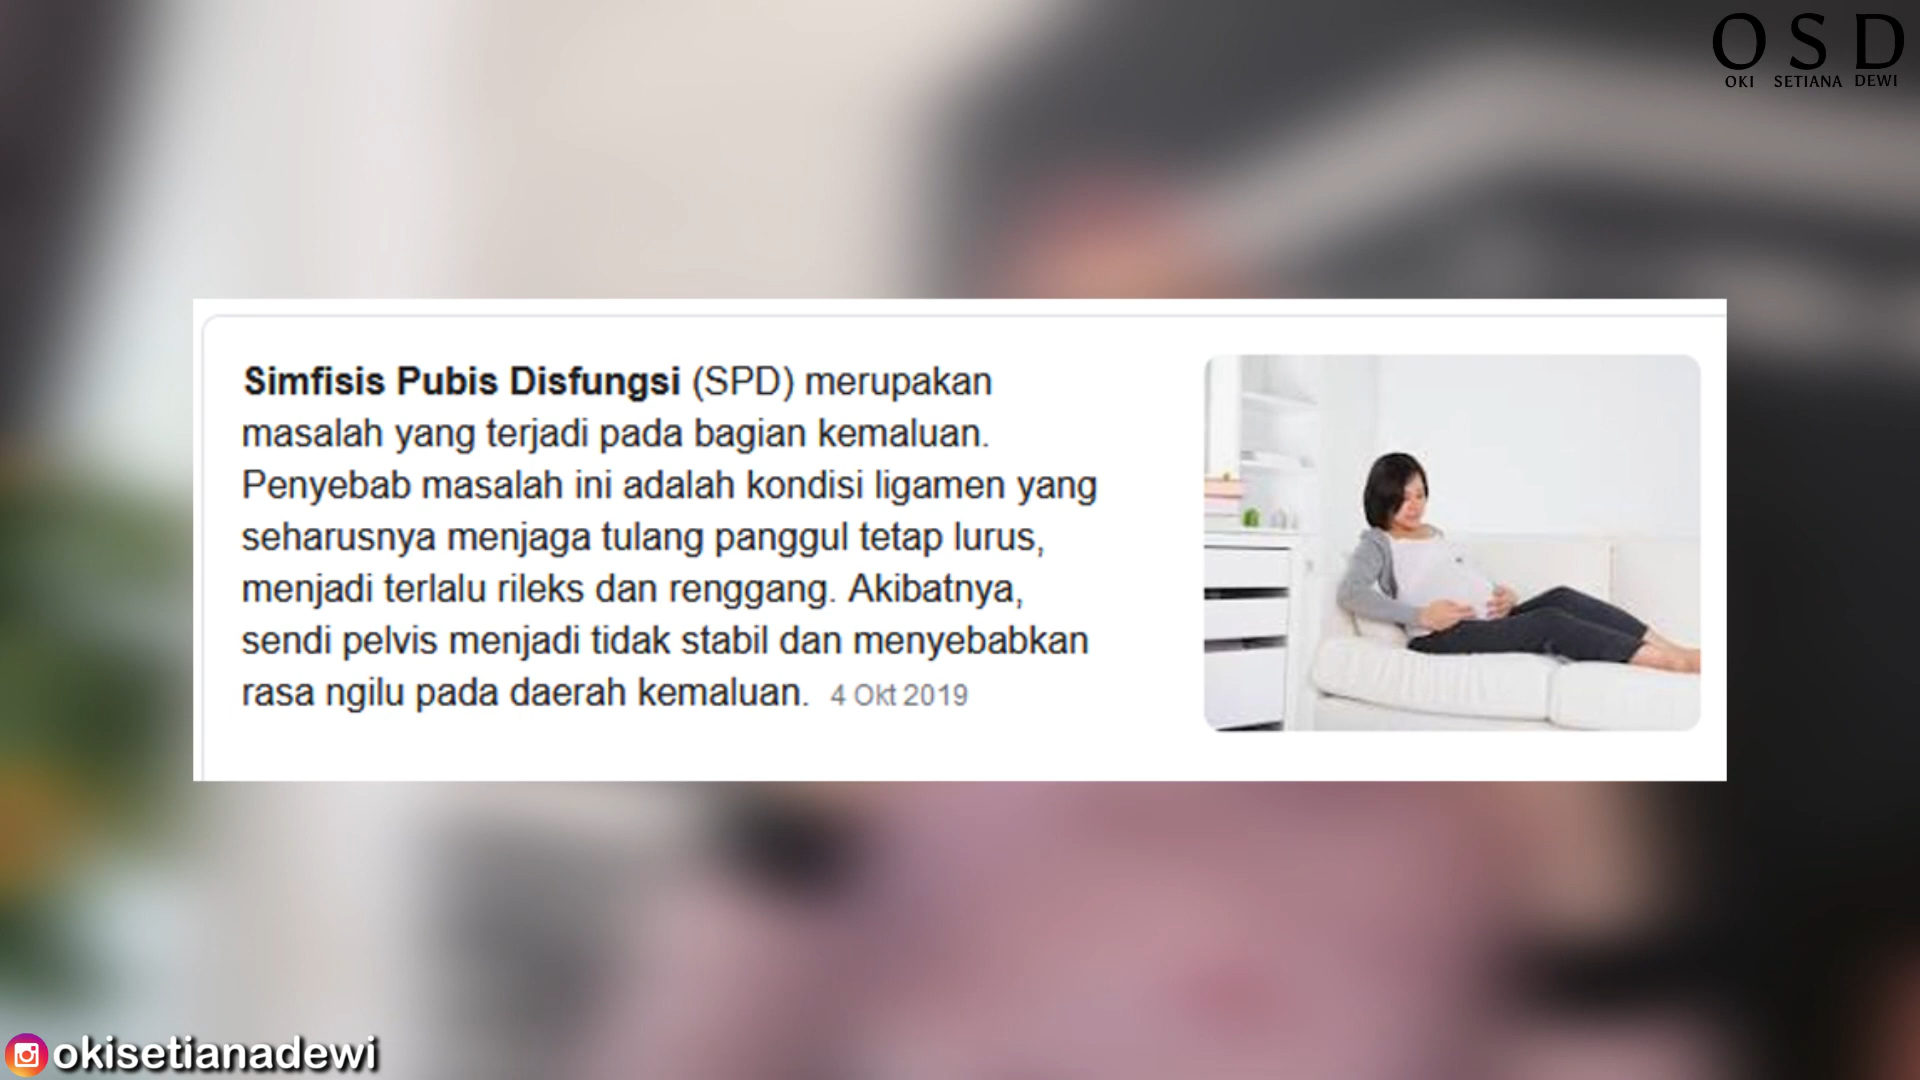 O S D
OKI SETIANA DEWI
Simfisis Pubis Disfungsi (SPD) merupakan
masalah yang terjadi pada bagian kemaluan.
Penyebab masalah ini adalah kondisi ligamen yang
seharusnya menjaga tulang panggul tetap lurus,
menjadi terlalu rileks dan renggang. Akibatnya,
sendi pelvis menjadi tidak stabil dan menyebabkan
rasa ngilu pada daerah kemaluan. 4 Okt 2019
okisetianadewi